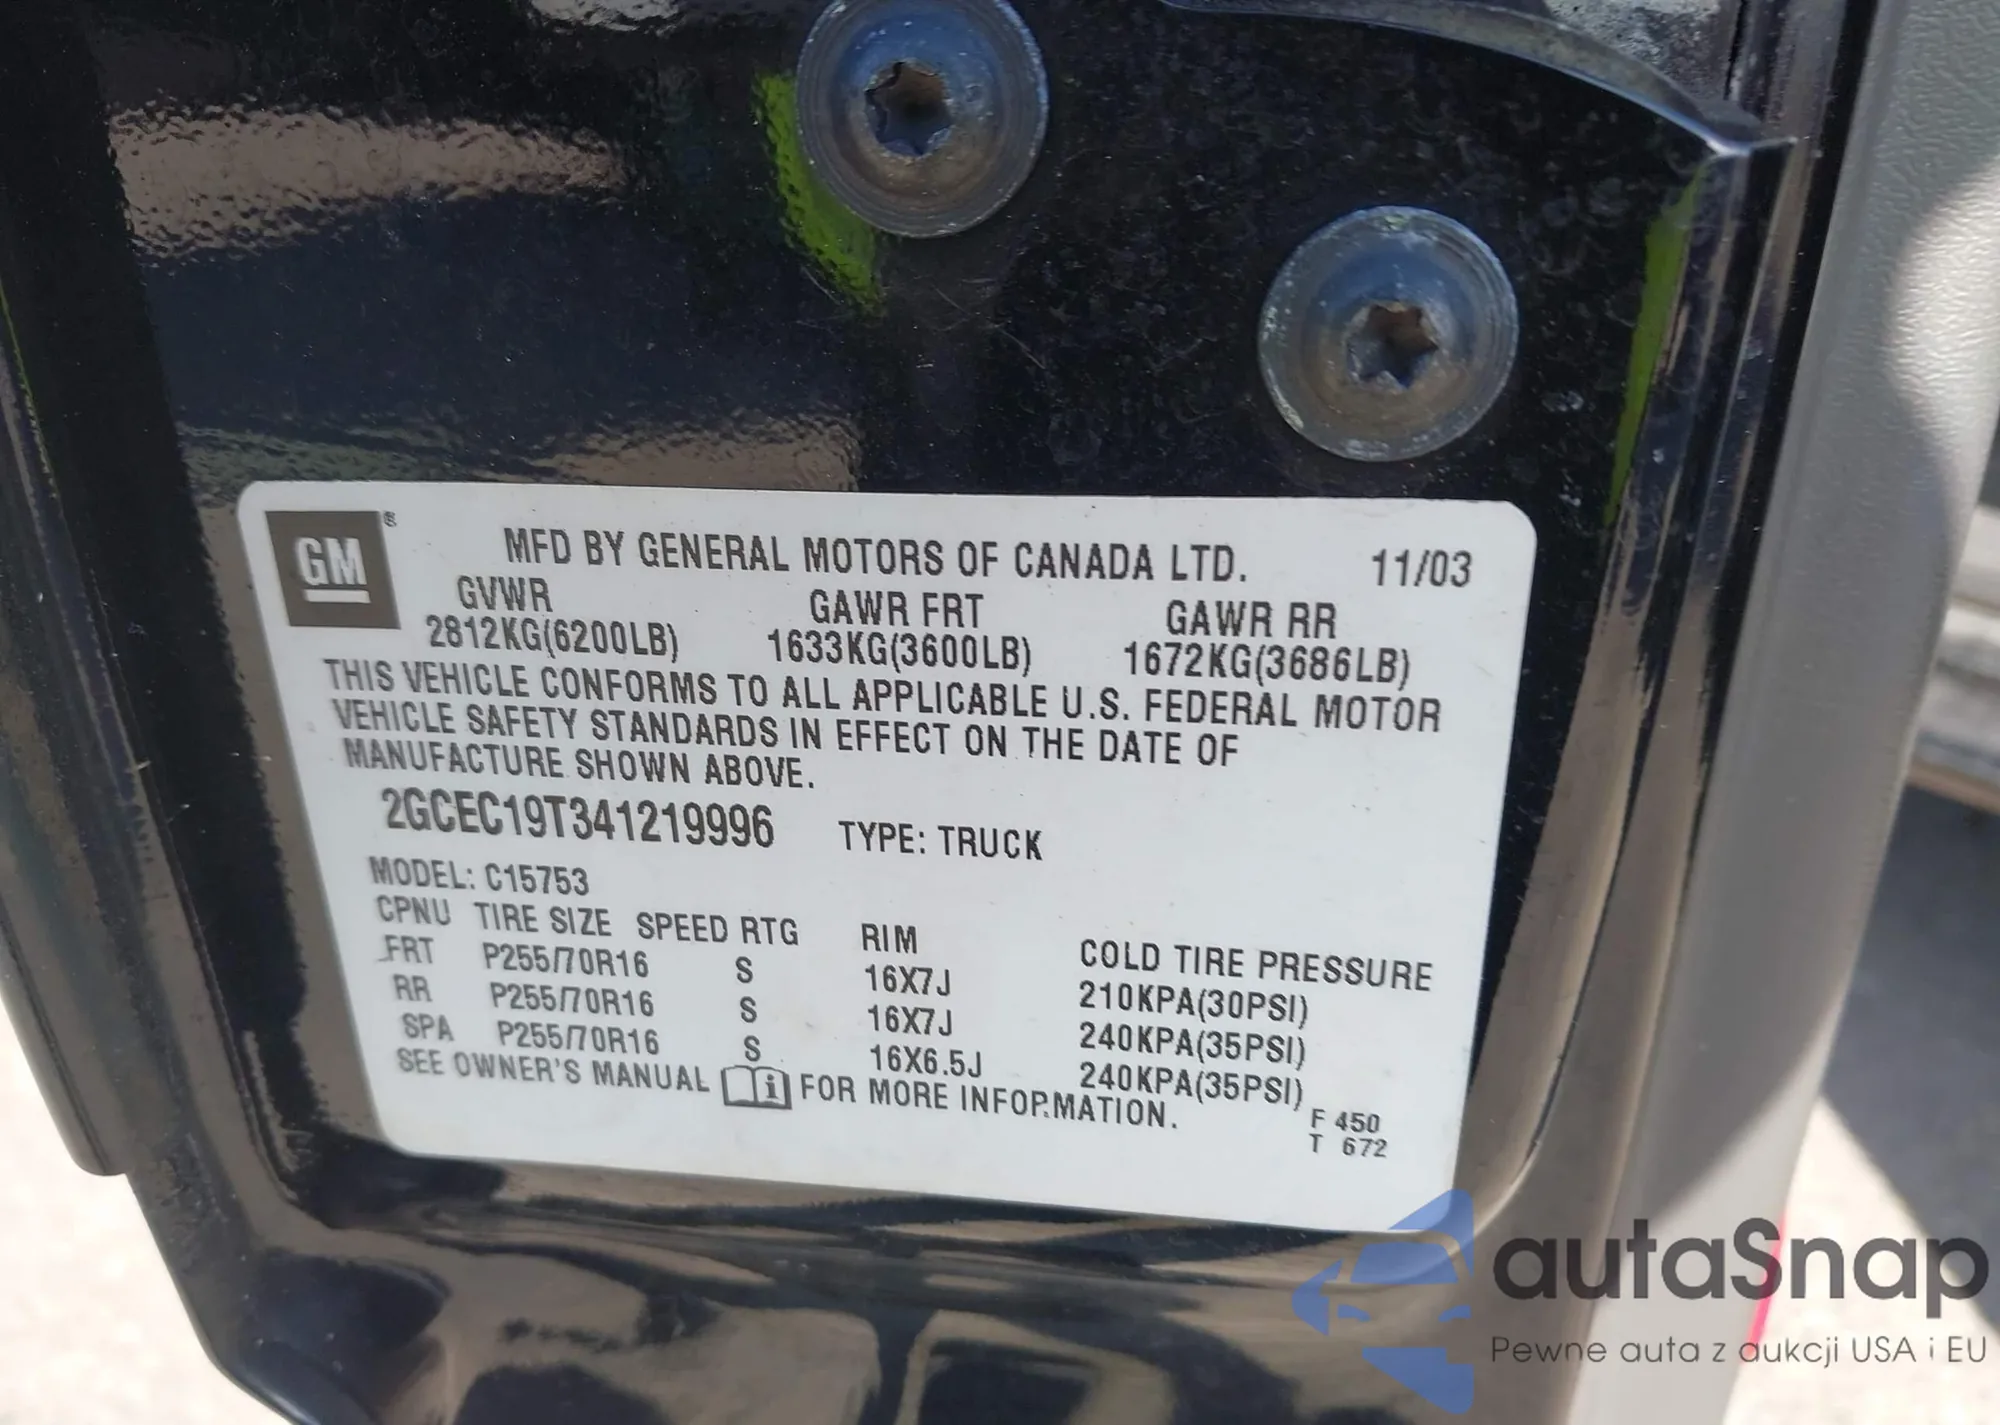 GM®
MFD BY GENERAL MOTORS OF CANADA LTD. 11/03
GVWR GAWR FRT GAWR RR
2812KG(6200LB) 1633KG(3600LB) 1672KG(3686LB)
THIS VEHICLE CONFORMS TO ALL APPLICABLE U.S. FEDERAL MOTOR
VEHICLE SAFETY STANDARDS IN EFFECT ON THE DATE OF
MANUFACTURE SHOWN ABOVE.
2GCEC19T341219996 TYPE: TRUCK
MODEL: C15753
CPNU TIRE SIZE SPEED RTG RIM COLD TIRE PRESSURE
FRT P255/70R16 S 16X7J 210KPA(30PSI)
RR P255/70R16 S 16X7J 240KPA(35PSI)
SPA P255/70R16 S 16X6.5J 240KPA(35PSI)
SEE OWNER'S MANUAL i FOR MORE INFORMATION.
F 450
T 672
autaSnap
Pewne auta z aukcji USA i EU